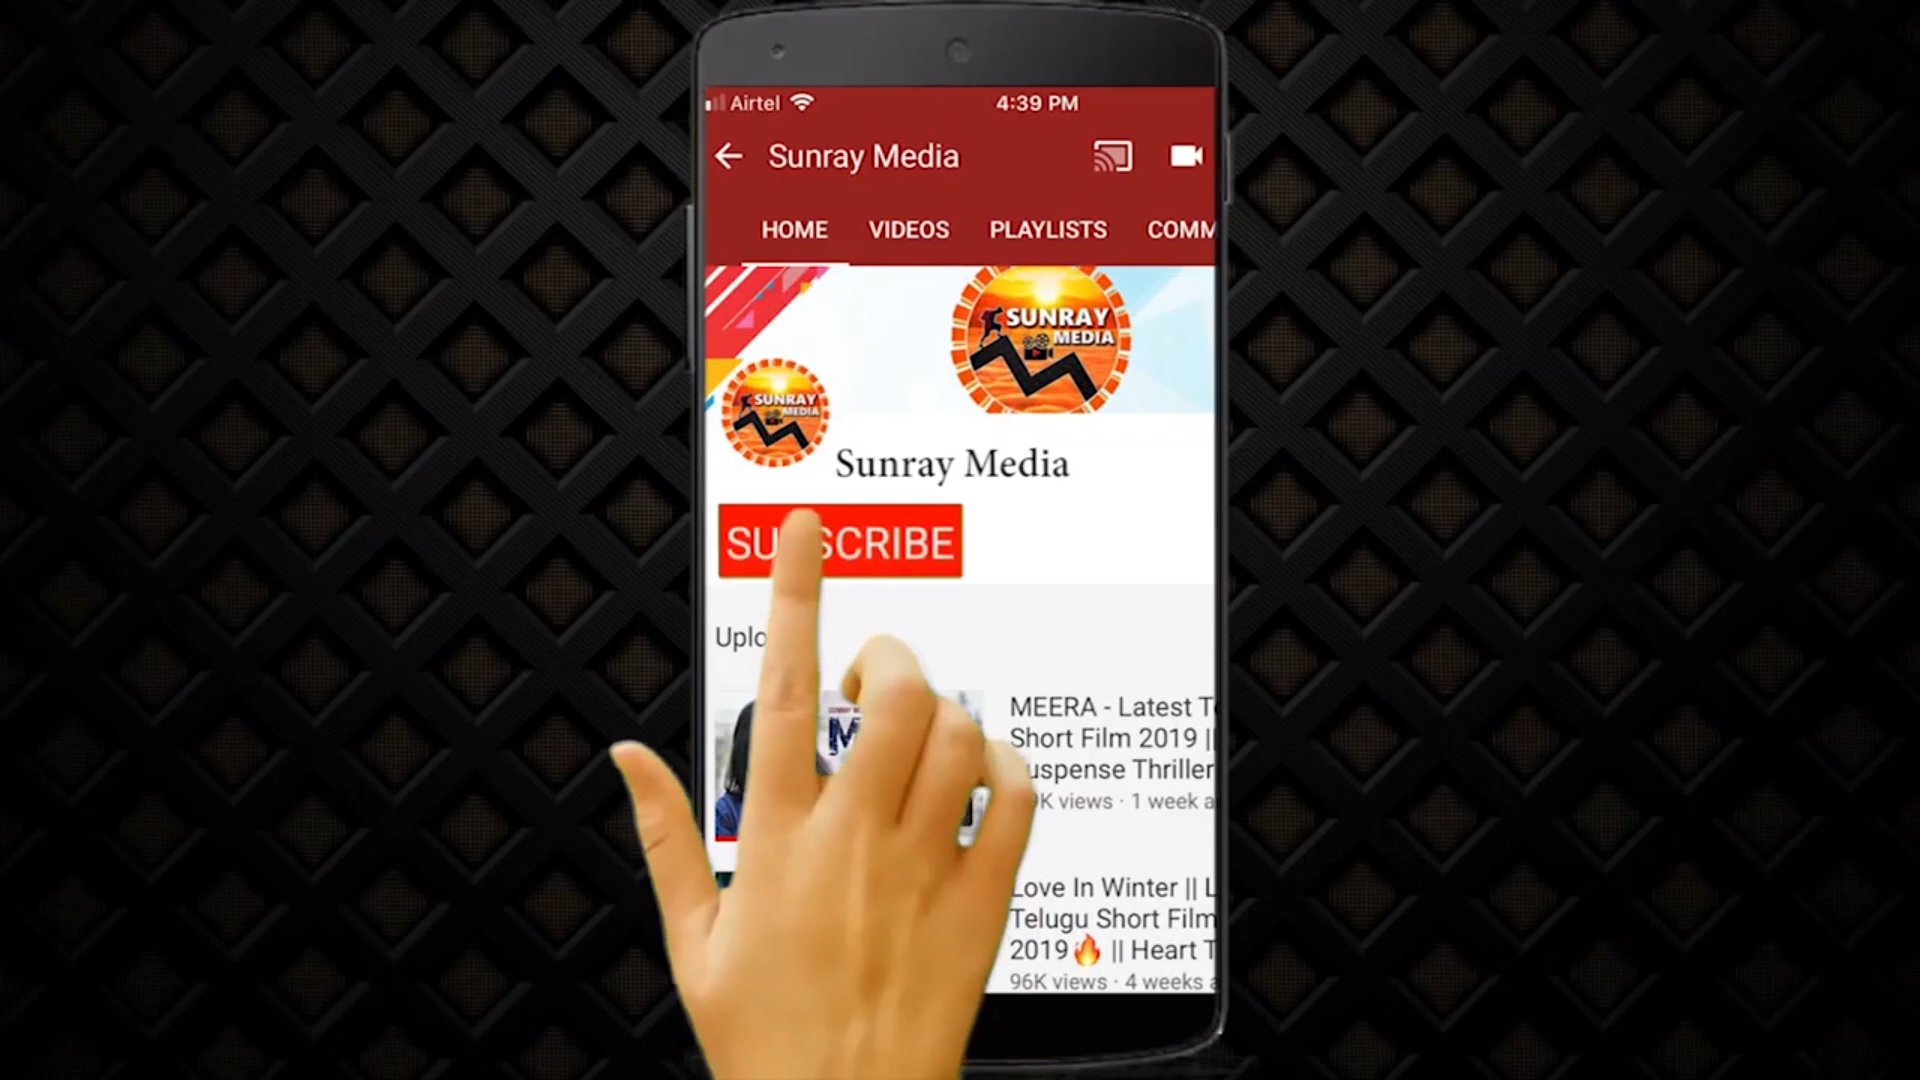 Airtel 4:39 PM
Sunray Media
HOME VIDEOS PLAYLISTS COMM
SUNRAY
MEDIA
SUNRAY
MEDIA
Sunray Media
SUBSCRIBE
Uplo
MEERA - Latest T
Short Film 2019 ||
uspense Thriller
K views · 1 week a
Love In Winter || L
Telugu Short Film
2019🔥 || Heart T
96K views · 4 weeks a